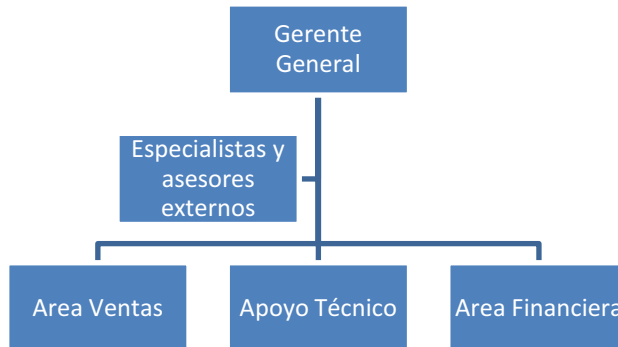 Gerente
General
Especialistas y
asesores
externos
Area Ventas
Apoyo Técnico
Area Financiera